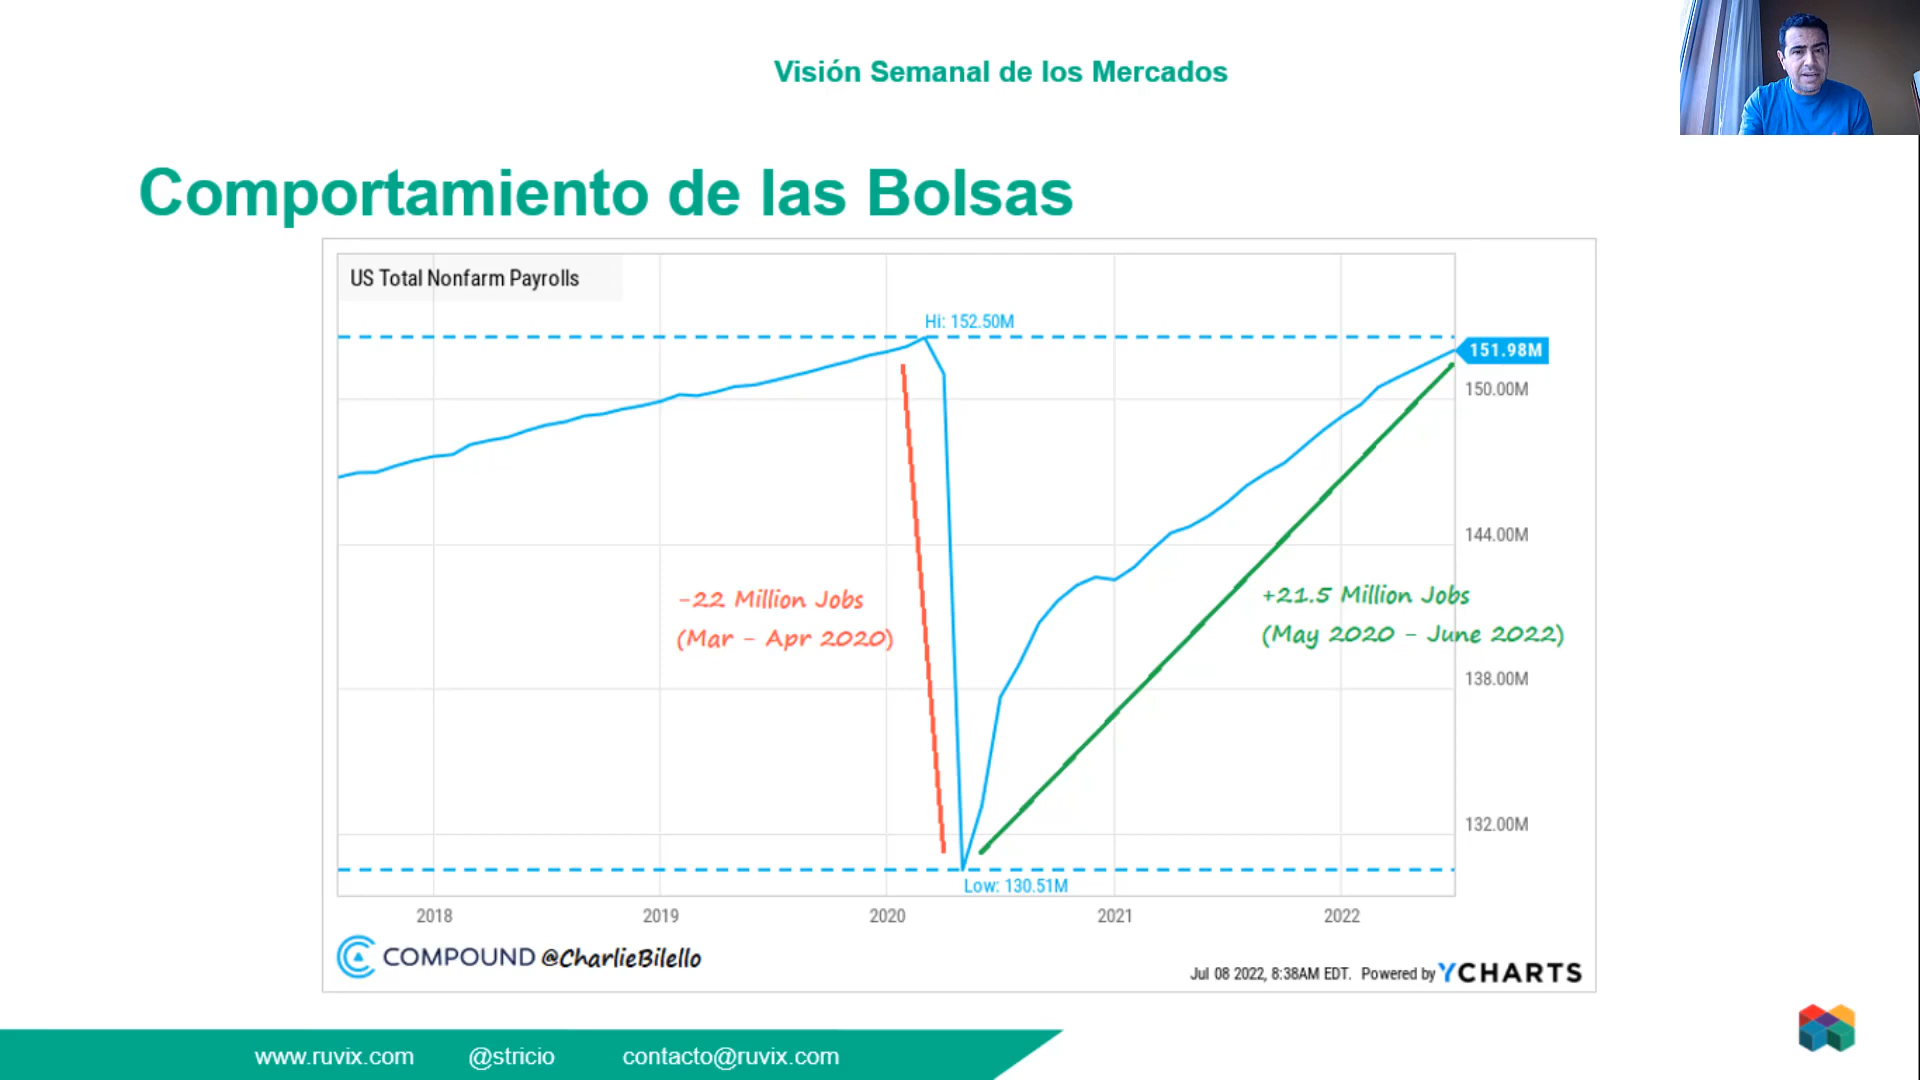 Visión Semanal de los Mercados
Comportamiento de las Bolsas
US Total Nonfarm Payrolls
Hi: 152.50M
151.98M
150.00M
144.00M
-22 Million Jobs
(Mar - Apr 2020)
+21.5 Million Jobs
(May 2020 - June 2022)
138.00M
132.00M
Low: 130.51M
2018 2019 2020 2021 2022
COMPOUND @CharlieBilello
Jul 08 2022, 8:38AM EDT. Powered by YCHARTS
www.ruvix.com @stricio contacto@ruvix.com